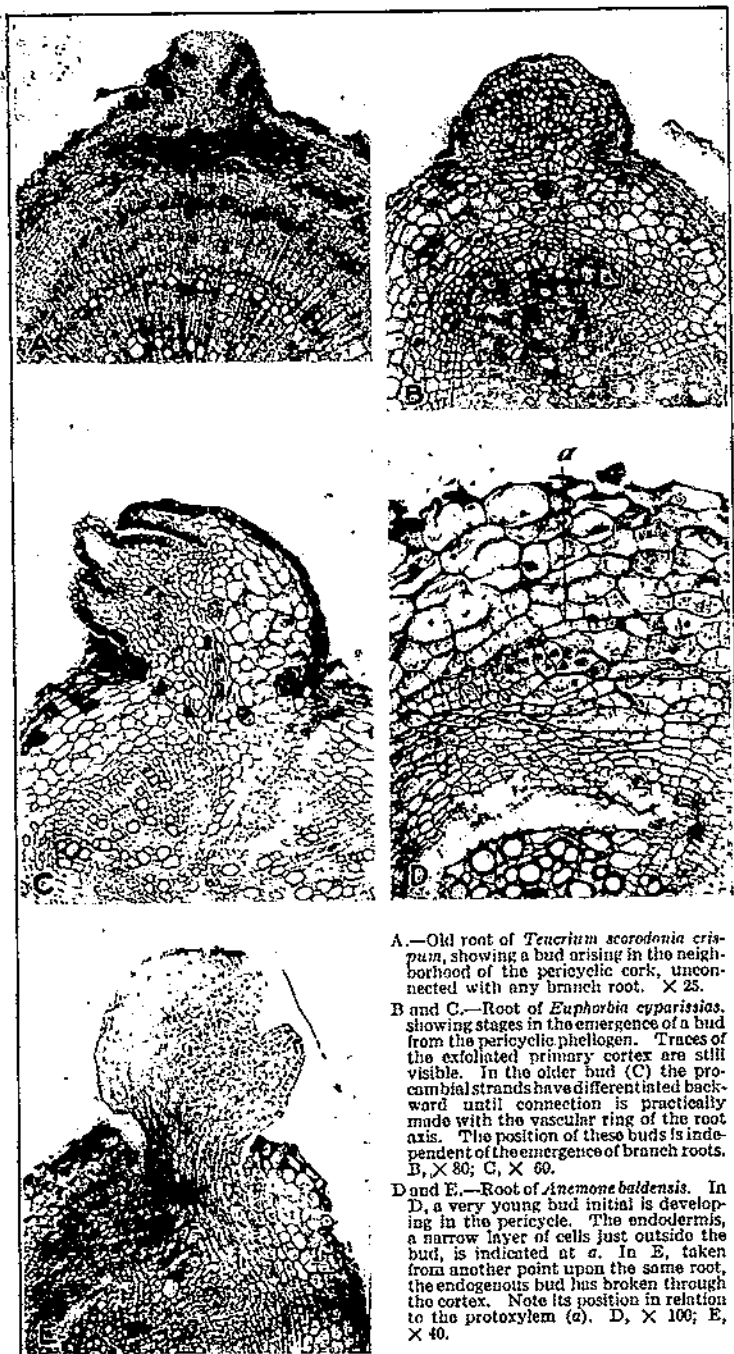 A
B
a
C
D
E
A.—Old root of Teucrium scorodonia cris-
pum, showing a bud arising in the neigh-
borhood of the pericyclic cork, uncon-
nected with any branch root. × 25.
B and C.—Root of Euphorbia cyparissias,
showing stages in the emergence of a bud
from the pericyclic phellogen. Traces of
the exfoliated primary cortex are still
visible. In the older bud (C) the pro-
cambial strands have differentiated back-
ward until connection is practically
made with the vascular ring of the root
axis. The position of these buds is inde-
pendent of the emergence of branch roots.
B, × 80; C, × 60.
D and E.—Root of Anemone baldensis. In
D, a very young bud initial is develop-
ing in the pericycle. The endodermis,
a narrow layer of cells just outside the
bud, is indicated at a. In E, taken
from another point upon the same root,
the endogenous bud has broken through
the cortex. Note its position in relation
to the protoxylem (a). D, × 100; E,
× 40.